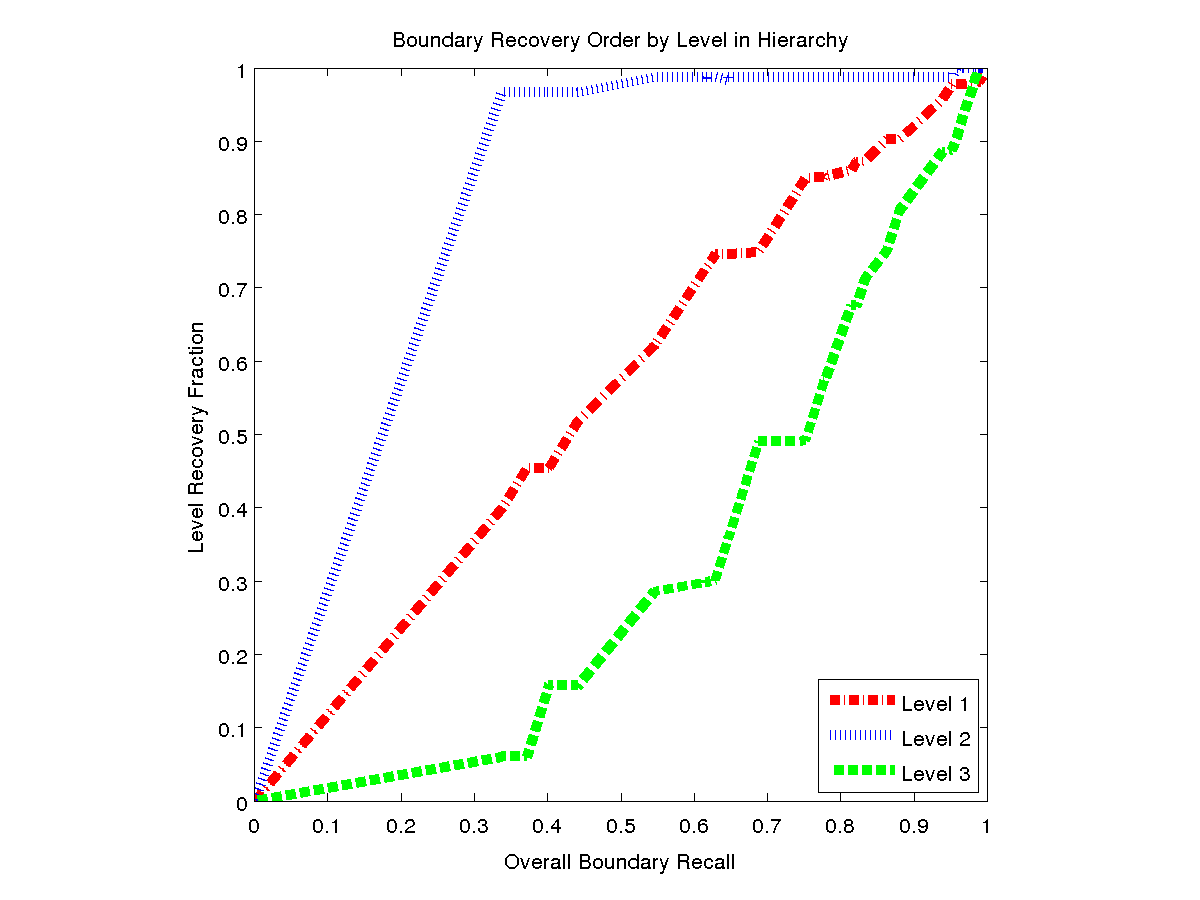 Boundary Recovery Order by Level in Hierarchy
1
0.9
0.8
0.7
0.6
0.5
0.4
0.3
0.2
0.1
0
Level Recovery Fraction
Level 1
Level 2
Level 3
0 0.1 0.2 0.3 0.4 0.5 0.6 0.7 0.8 0.9 1
Overall Boundary Recall